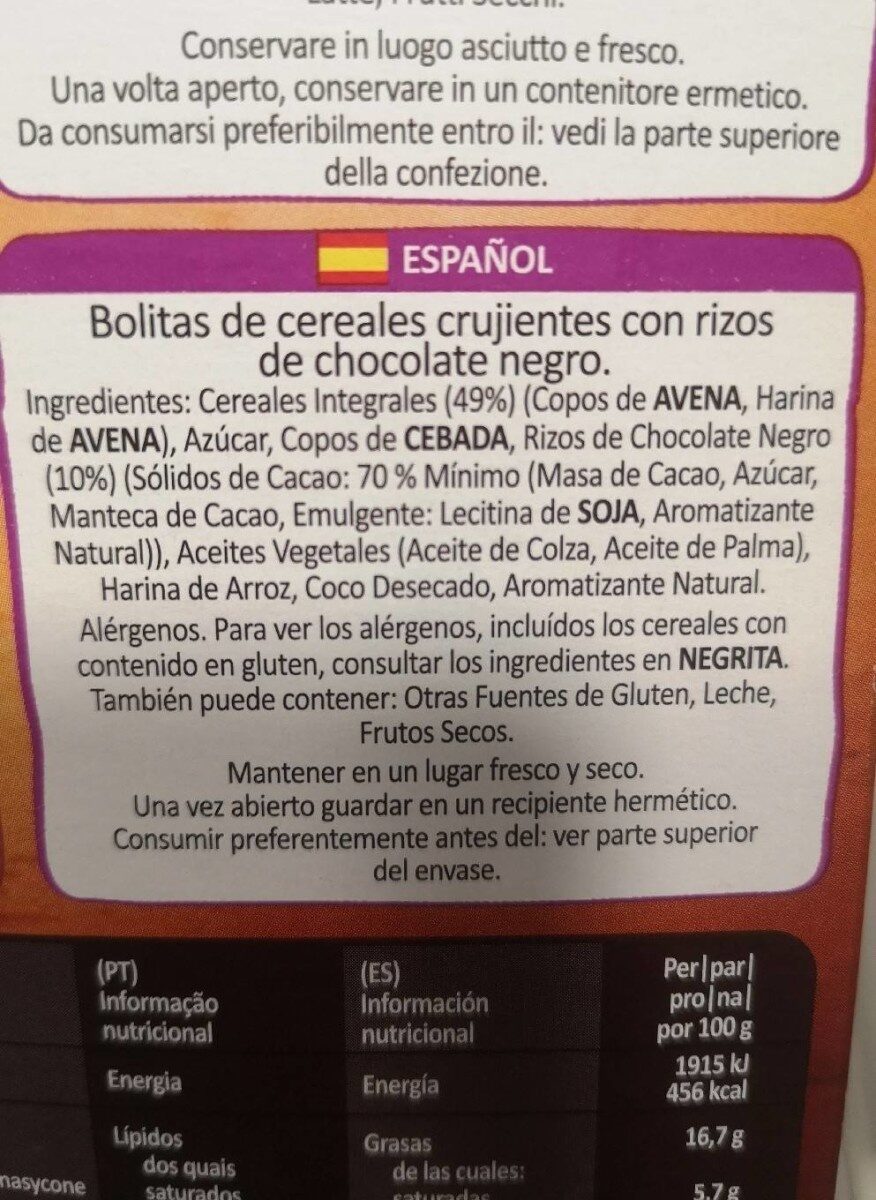 Conservare in luogo asciutto e fresco.
Una volta aperto, conservare in un contenitore ermetico.
Da consumarsi preferibilmente entro il: vedi la parte superiore
della confezione.
ESPAÑOL
Bolitas de cereales crujientes con rizos
de chocolate negro.
Ingredientes: Cereales Integrales (49%) (Copos de AVENA, Harina
de AVENA), Azúcar, Copos de CEBADA, Rizos de Chocolate Negro
(10%) (Sólidos de Cacao: 70 % Mínimo (Masa de Cacao, Azúcar,
Manteca de Cacao, Emulgente: Lecitina de SOJA, Aromatizante
Natural)), Aceites Vegetales (Aceite de Colza, Aceite de Palma),
Harina de Arroz, Coco Desecado, Aromatizante Natural.
Alérgenos. Para ver los alérgenos, incluídos los cereales con
contenido en gluten, consultar los ingredientes en NEGRITA.
También puede contener: Otras Fuentes de Gluten, Leche,
Frutos Secos.
Mantener en un lugar fresco y seco.
Una vez abierto guardar en un recipiente hermético.
Consumir preferentemente antes del: ver parte superior
del envase.
(PT) (ES) Per|par|
Informação Información pro|na|
nutricional nutricional por 100 g
Energia Energía 1915 kJ
456 kcal
Lípidos Grasas 16,7 g
dos quais de las cuales:
nasycone saturados saturadas 5,7 g